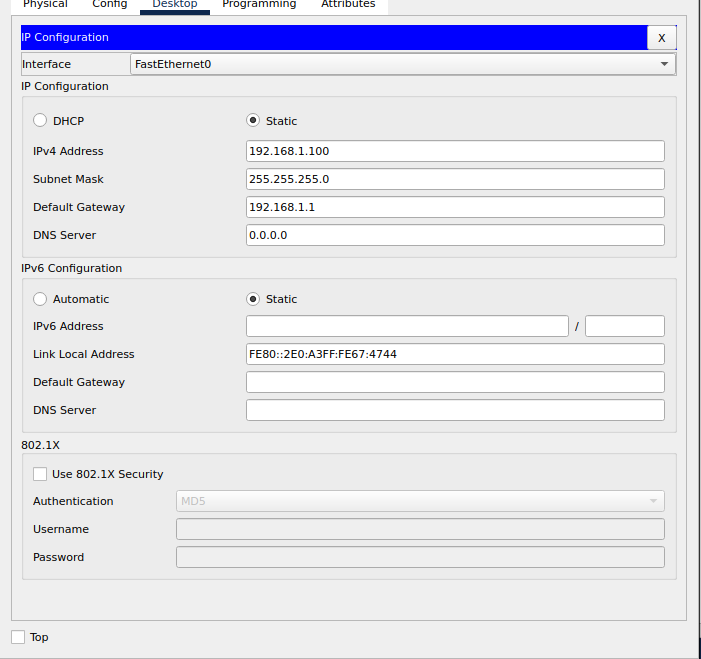 Physical Config Desktop Programming Attributes
IP Configuration X
Interface FastEthernet0
IP Configuration
DHCP Static
IPv4 Address 192.168.1.100
Subnet Mask 255.255.255.0
Default Gateway 192.168.1.1
DNS Server 0.0.0.0
IPv6 Configuration
Automatic Static
IPv6 Address /
Link Local Address FE80::2E0:A3FF:FE67:4744
Default Gateway
DNS Server
802.1X
Use 802.1X Security
Authentication MD5
Username
Password
Top